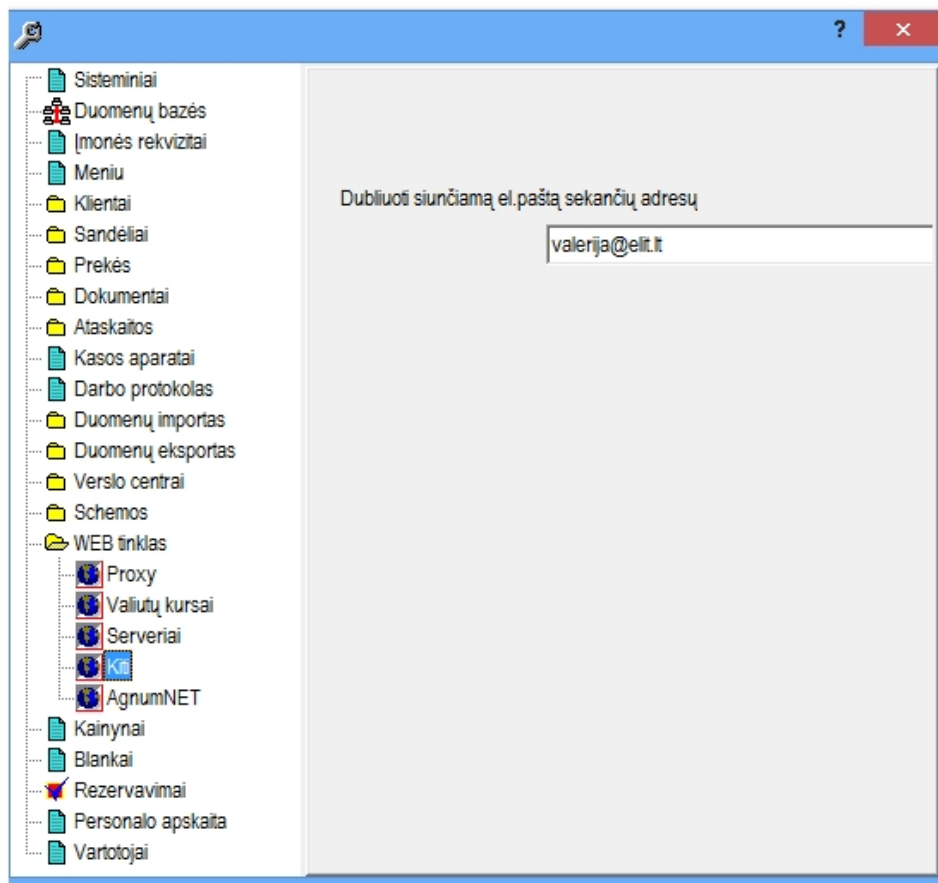 ?
Sisteminiai
Duomenų bazės
Įmonės rekvizitai
Meniu
Klientai
Sandėliai
Prekės
Dokumentai
Ataskaitos
Kasos aparatai
Darbo protokolas
Duomenų importas
Duomenų eksportas
Verslo centrai
Schemos
WEB tinklas
Proxy
Valiutų kursai
Serveriai
Kiti
AgnumNET
Kainynai
Blankai
Rezervavimai
Personalo apskaita
Vartotojai
Dubliuoti siunčiamą el.paštą sekančių adresų
valerija@elit.lt